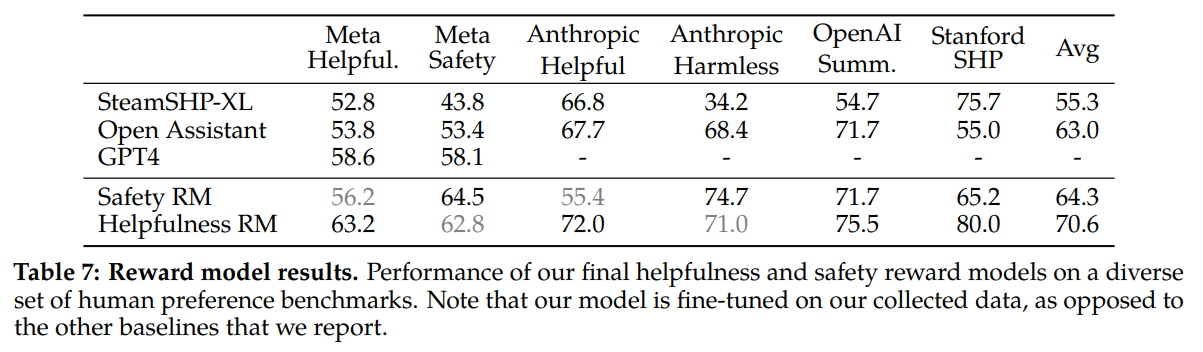 Meta Helpful. Meta Safety Anthropic Helpful Anthropic Harmless OpenAI Summ. Stanford SHP Avg
SteamSHP-XL 52.8 43.8 66.8 34.2 54.7 75.7 55.3
Open Assistant 53.8 53.4 67.7 68.4 71.7 55.0 63.0
GPT4 58.6 58.1 - - - - -
Safety RM 56.2 64.5 55.4 74.7 71.7 65.2 64.3
Helpfulness RM 63.2 62.8 72.0 71.0 75.5 80.0 70.6
Table 7: Reward model results. Performance of our final helpfulness and safety reward models on a diverse
set of human preference benchmarks. Note that our model is fine-tuned on our collected data, as opposed to
the other baselines that we report.